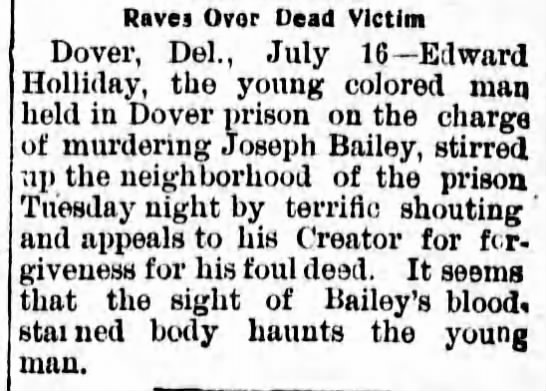 Raves Over Dead Victim
Dover, Del., July 16—Edward
Holliday, the young colored man
held in Dover prison on the charge
of murdering Joseph Bailey, stirred
up the neighborhood of the prison
Tuesday night by terrific shouting
and appeals to his Creator for for-
giveness for his foul deed. It seems
that the sight of Bailey's blood-
stained body haunts the young
man.